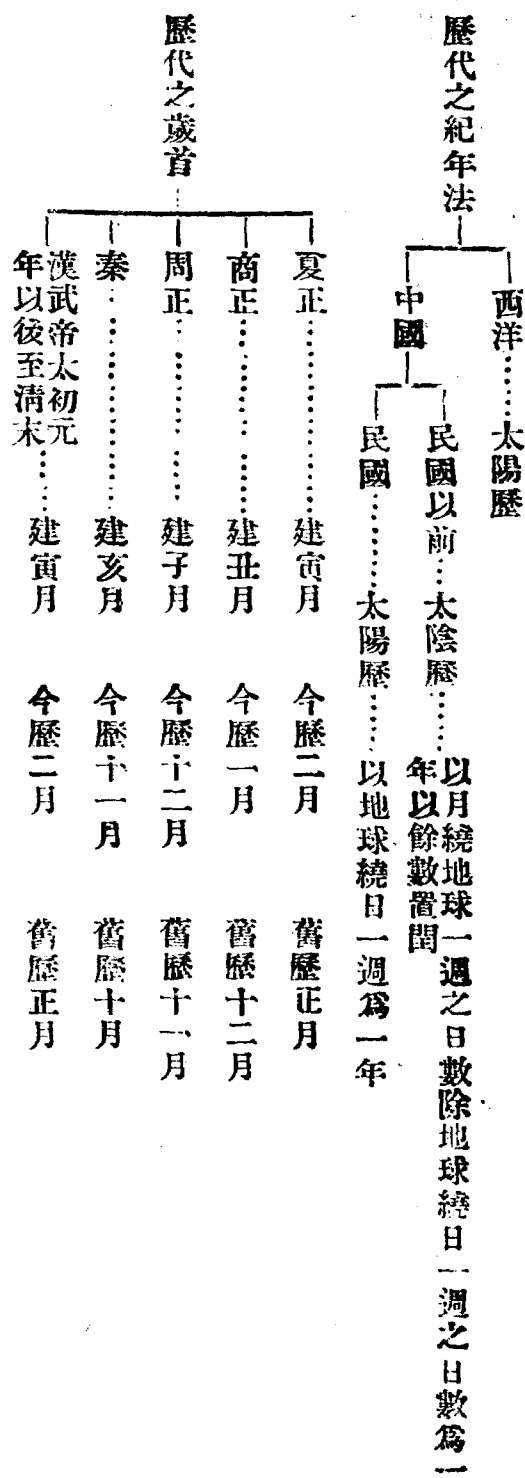 歷代之紀年法
西洋……太陽歷
中國
民國以前…太陰歷……以月繞地球一週之日數除地球繞日一週之日數爲一
年以餘數置閏
民國………太陽歷……以地球繞日一週爲一年
歷代之歲首
夏正…………建寅月 今歷二月 舊歷正月
商正…………建丑月 今歷一月 舊歷十二月
周正…………建子月 今歷十二月 舊歷十一月
秦……………建亥月 今歷十一月 舊歷十月
漢武帝太初元
年以後至清末……建寅月 今歷二月 舊歷正月